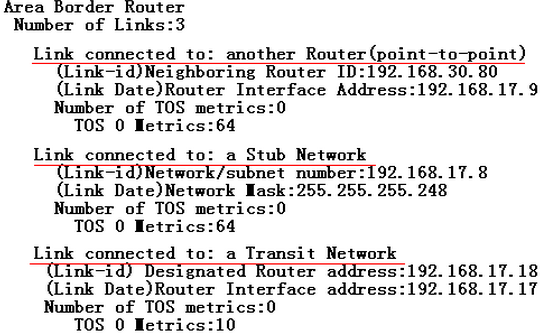 Area Border Router
Number of Links:3
Link connected to: another Router(point-to-point)
(Link-id)Neighboring Router ID:192.168.30.80
(Link Date)Router Interface Address:192.168.17.9
Number of TOS metrics:0
TOS 0 Metrics:64
Link connected to: a Stub Network
(Link-id)Network/subnet number:192.168.17.8
(Link Date)Network Mask:255.255.255.248
Number of TOS metrics:0
TOS 0 Metrics:64
Link connected to: a Transit Network
(Link-id) Designated Router address:192.168.17.18
(Link Date)Router Interface address:192.168.17.17
Number of TOS metrics:0
TOS 0 Metrics:10